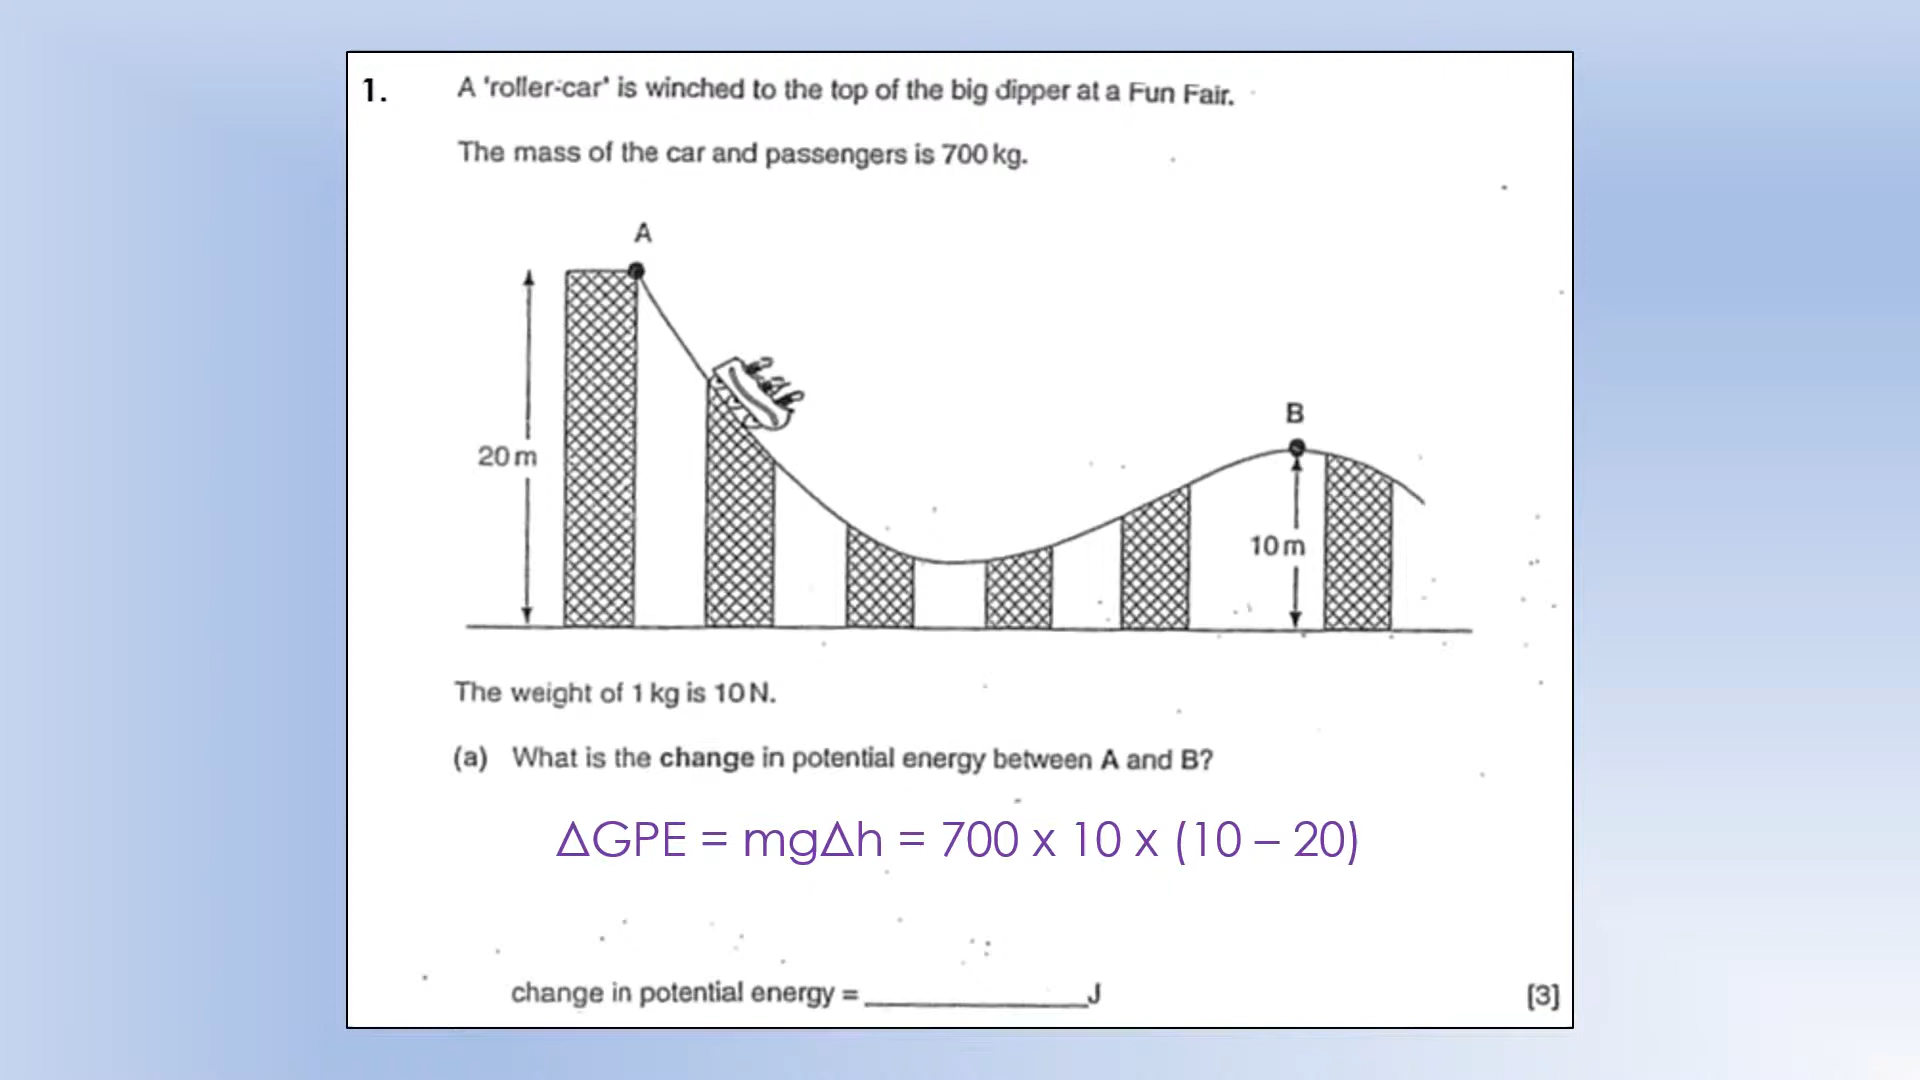 1. A 'roller-car' is winched to the top of the big dipper at a Fun Fair.
The mass of the car and passengers is 700 kg.
A
B
20 m
10 m
The weight of 1 kg is 10 N.
(a) What is the change in potential energy between A and B?
ΔGPE = mgΔh = 700 x 10 x (10 – 20)
change in potential energy = ____________ J [3]